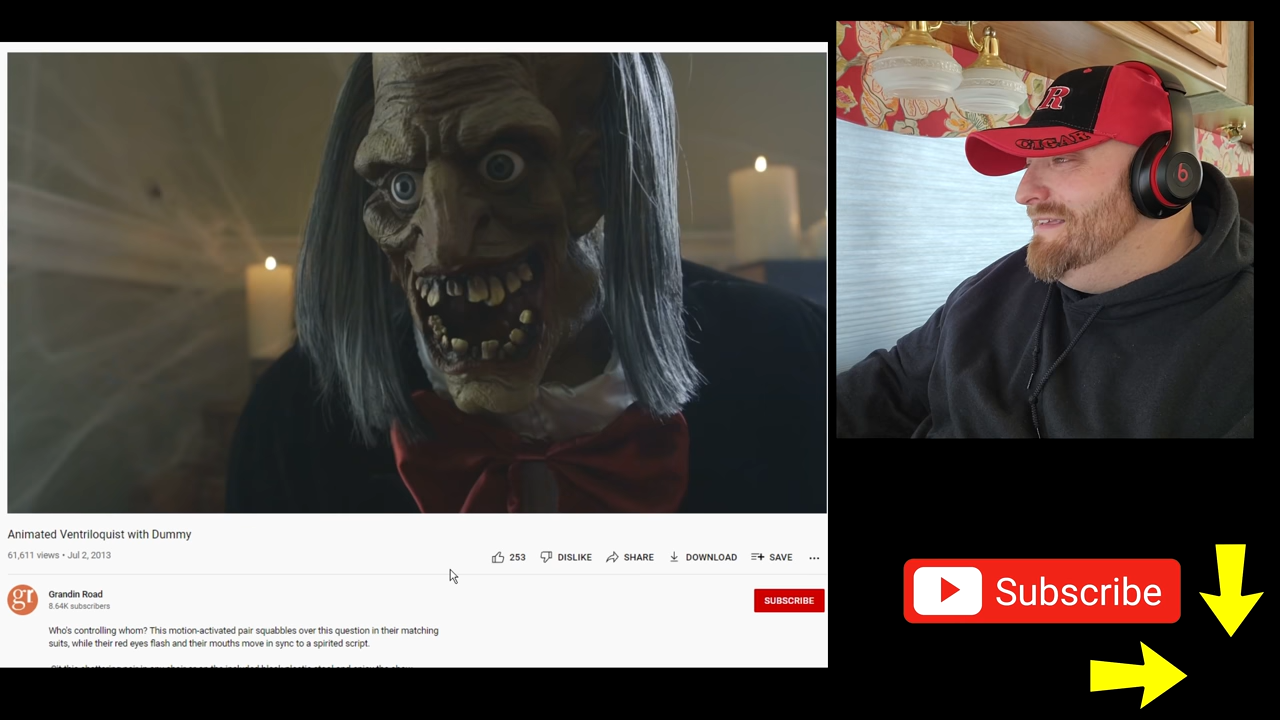 Animated Ventriloquist with Dummy
61,611 views • Jul 2, 2013
253 DISLIKE SHARE DOWNLOAD SAVE ...
gr
Grandin Road
8.64K subscribers
SUBSCRIBE
Who's controlling whom? This motion-activated pair squabbles over this question in their matching
suits, while their red eyes flash and their mouths move in sync to a spirited script.
R
CIGAR
b
Subscribe